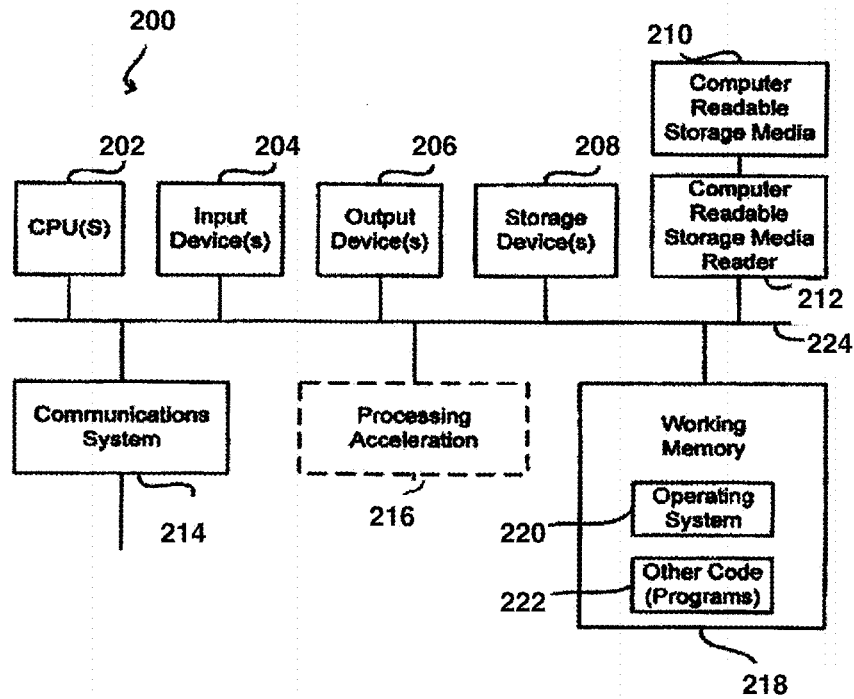 200
210
Computer
Readable
Storage Media
202
204
206
208
CPU(S)
Input
Device(s)
Output
Device(s)
Storage
Device(s)
Computer
Readable
Storage Media
Reader
212
224
Communications
System
214
Processing
Acceleration
216
Working
Memory
220
Operating
System
222
Other Code
(Programs)
218